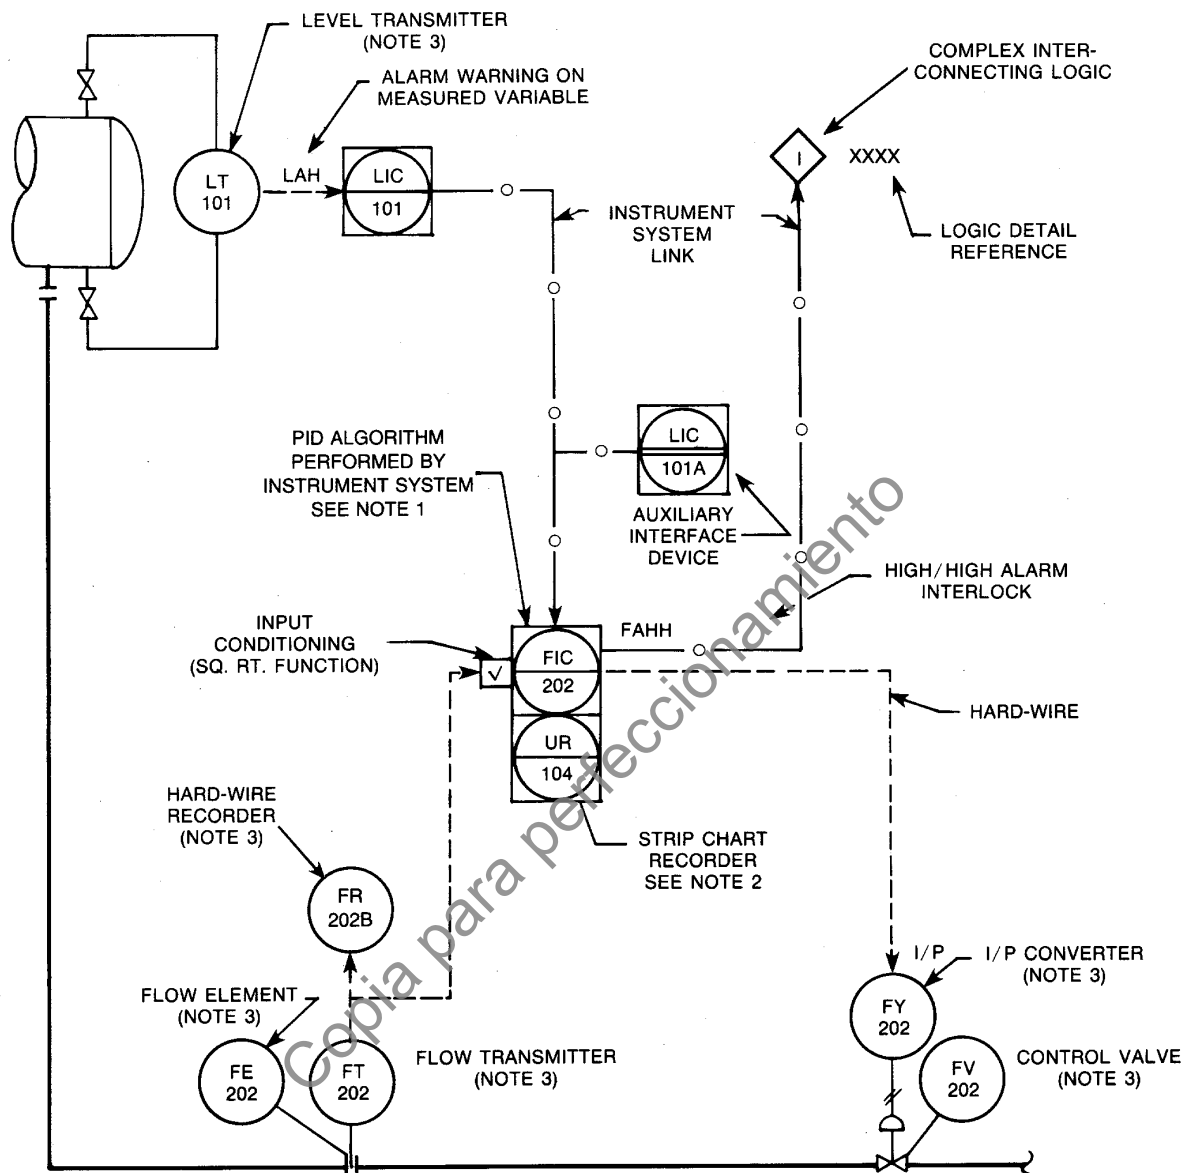 LEVEL TRANSMITTER
(NOTE 3)
ALARM WARNING ON
MEASURED VARIABLE
COMPLEX INTER-
CONNECTING LOGIC
LT
101
LAH
LIC
101
I
XXXX
INSTRUMENT
SYSTEM
LINK
LOGIC DETAIL
REFERENCE
PID ALGORITHM
PERFORMED BY
INSTRUMENT SYSTEM
SEE NOTE 1
LIC
101A
AUXILIARY
INTERFACE
DEVICE
HIGH/HIGH ALARM
INTERLOCK
INPUT
CONDITIONING
(SQ. RT. FUNCTION)
√
FIC
202
FAHH
HARD-WIRE
UR
104
HARD-WIRE
RECORDER
(NOTE 3)
STRIP CHART
RECORDER
SEE NOTE 2
FR
202B
I/P
I/P CONVERTER
(NOTE 3)
FLOW ELEMENT
(NOTE 3)
FY
202
FE
202
FT
202
FLOW TRANSMITTER
(NOTE 3)
FV
202
CONTROL VALVE
(NOTE 3)
Copia para perfeccionamiento